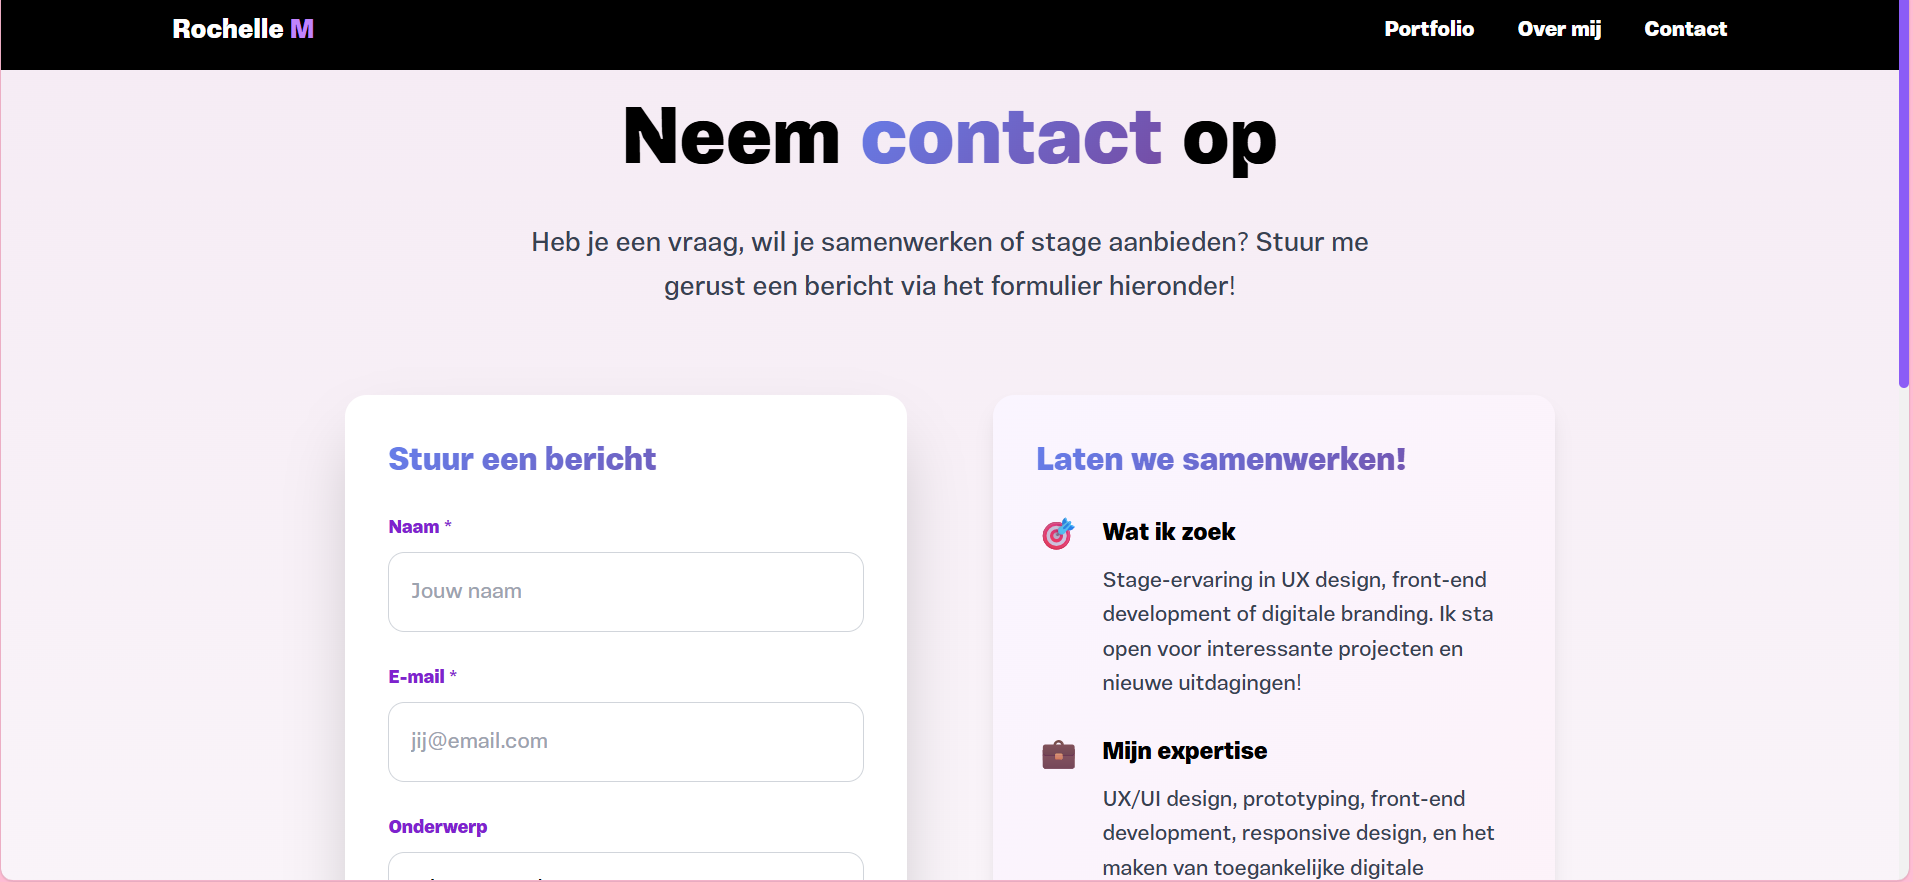 Rochelle M
Portfolio
Over mij
Contact
Neem contact op
Heb je een vraag, wil je samenwerken of stage aanbieden? Stuur me
gerust een bericht via het formulier hieronder!
Stuur een bericht
Naam *
Jouw naam
E-mail *
jij@email.com
Onderwerp
Laten we samenwerken!
Wat ik zoek
Stage-ervaring in UX design, front-end
development of digitale branding. Ik sta
open voor interessante projecten en
nieuwe uitdagingen!
Mijn expertise
UX/UI design, prototyping, front-end
development, responsive design, en het
maken van toegankelijke digitale